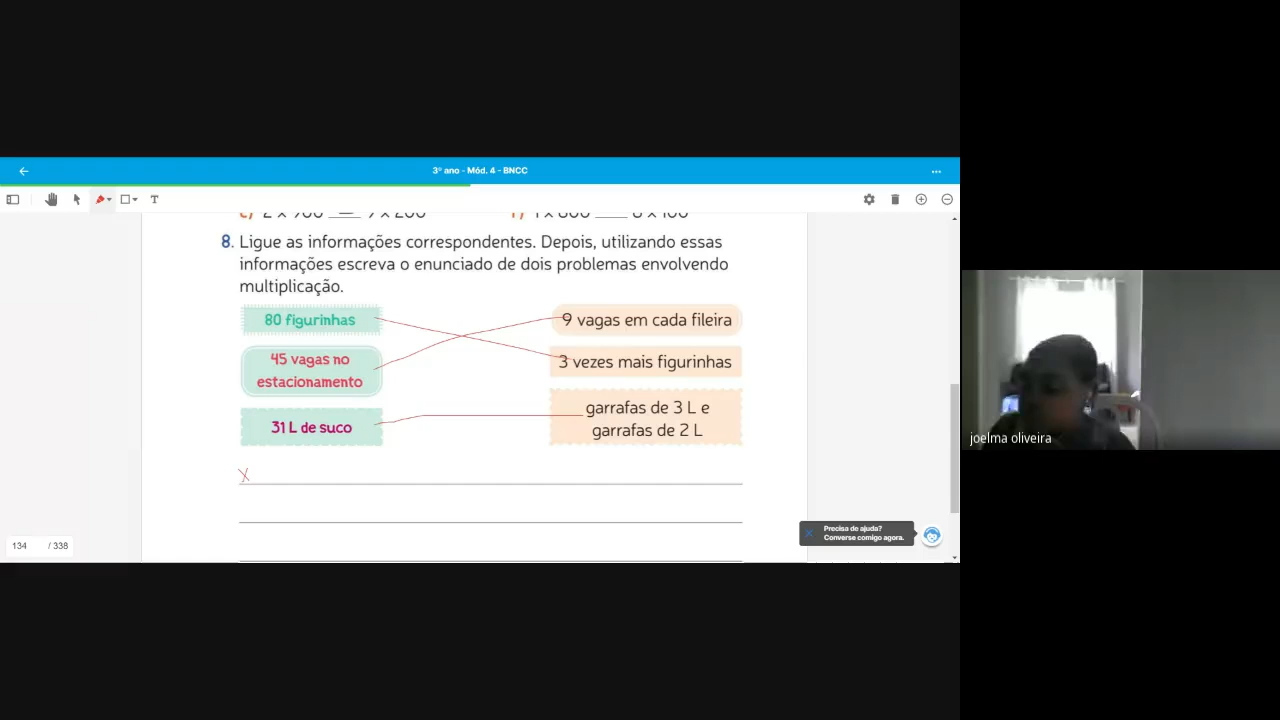 3º ano - Mód. 4 - BNCC
T
8. Ligue as informações correspondentes. Depois, utilizando essas
informações escreva o enunciado de dois problemas envolvendo
multiplicação.
80 figurinhas
9 vagas em cada fileira
45 vagas no
estacionamento
3 vezes mais figurinhas
31 L de suco
garrafas de 3 L e
garrafas de 2 L
X
Precisa de ajuda?
Converse comigo agora.
134 / 338
joelma oliveira